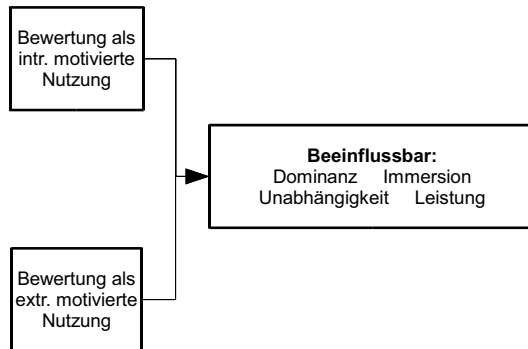 Bewertung als
intr. motivierte
Nutzung
Beeinflussbar:
Dominanz Immersion
Unabhängigkeit Leistung
Bewertung als
extr. motivierte
Nutzung